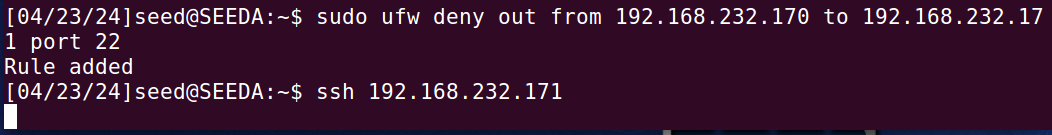 [04/23/24]seed@SEEDA:~$ sudo ufw deny out from 192.168.232.170 to 192.168.232.17
1 port 22
Rule added
[04/23/24]seed@SEEDA:~$ ssh 192.168.232.171